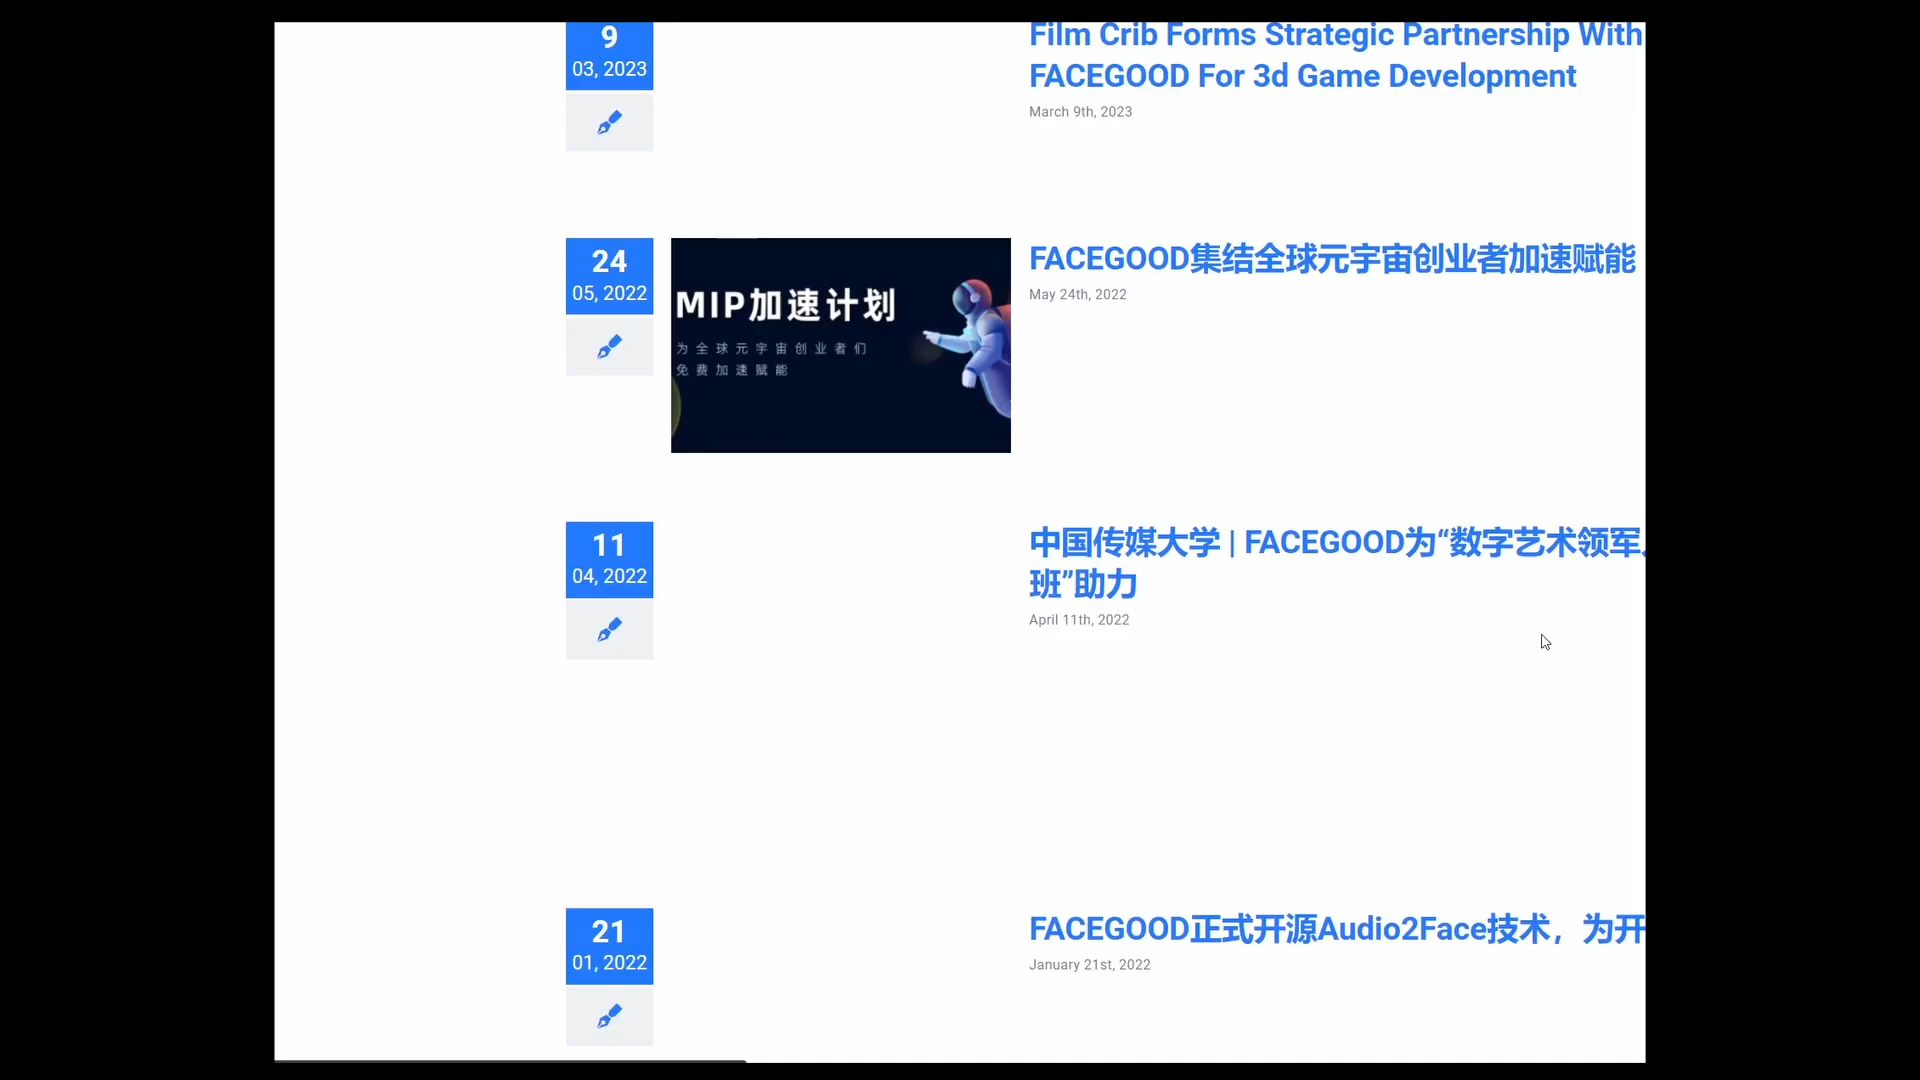 9
03, 2023
Film Crib Forms Strategic Partnership With
FACEGOOD For 3d Game Development
March 9th, 2023
24
05, 2022
MIP加速计划
为全球元宇宙创业者们
免费加速赋能
FACEGOOD集结全球元宇宙创业者加速赋能
May 24th, 2022
11
04, 2022
中国传媒大学 | FACEGOOD为“数字艺术领军
班”助力
April 11th, 2022
21
01, 2022
FACEGOOD正式开源Audio2Face技术，为开
January 21st, 2022